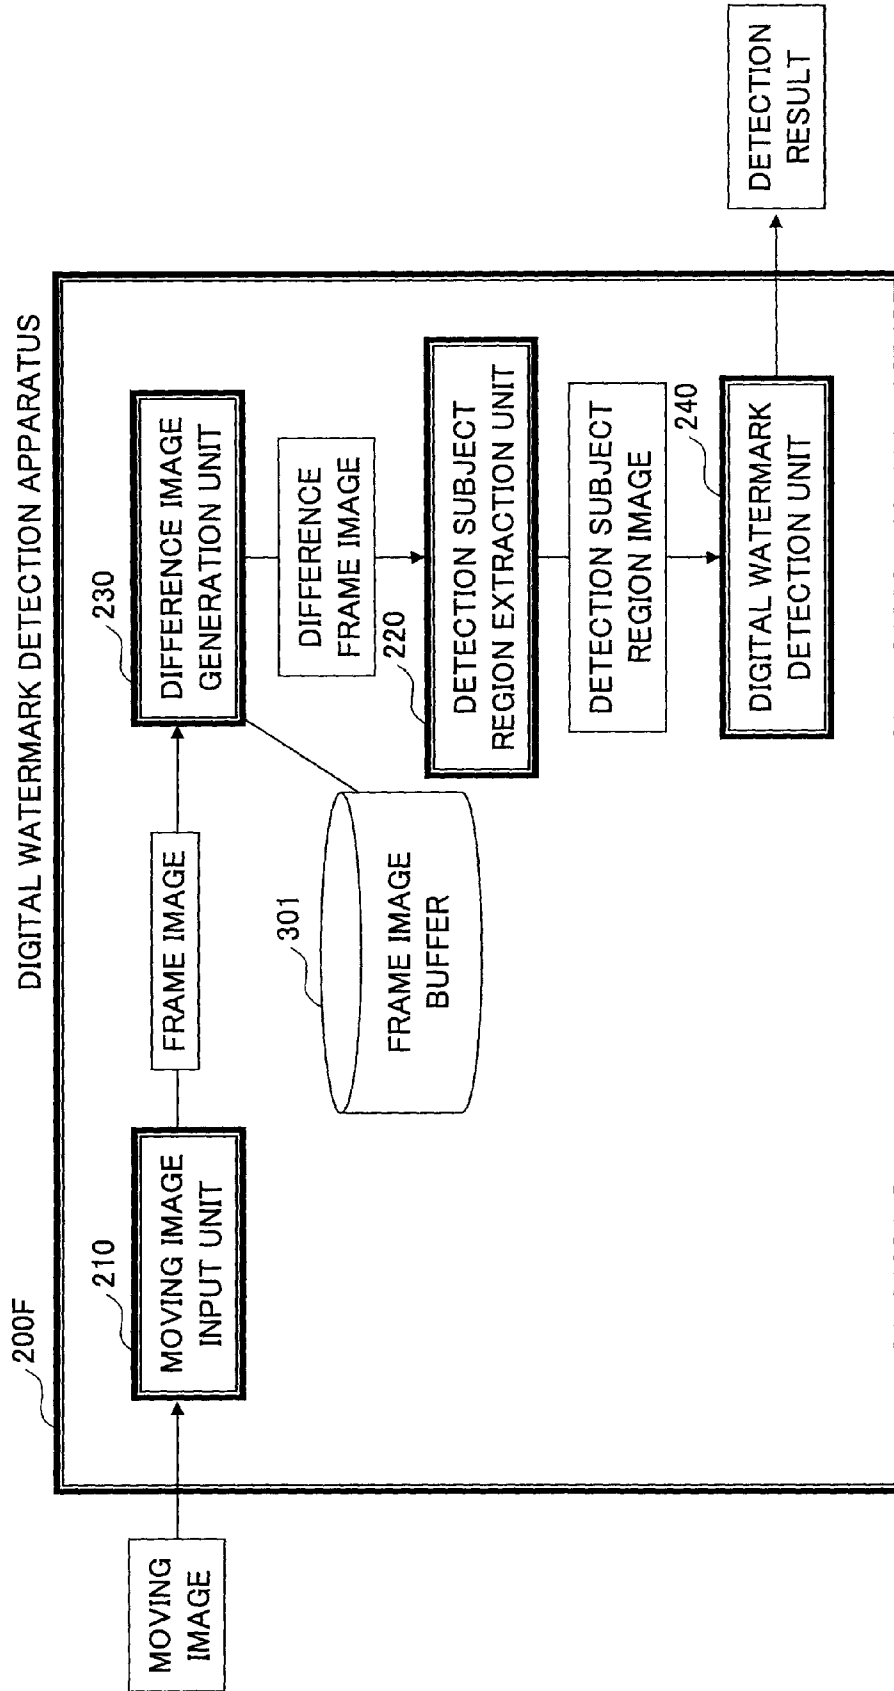 DIGITAL WATERMARK DETECTION APPARATUS
200F
MOVING
IMAGE
210
MOVING IMAGE
INPUT UNIT
FRAME IMAGE
230
DIFFERENCE IMAGE
GENERATION UNIT
301
FRAME IMAGE
BUFFER
DIFFERENCE
FRAME IMAGE
220
DETECTION SUBJECT
REGION EXTRACTION UNIT
DETECTION SUBJECT
REGION IMAGE
240
DIGITAL WATERMARK
DETECTION UNIT
DETECTION
RESULT